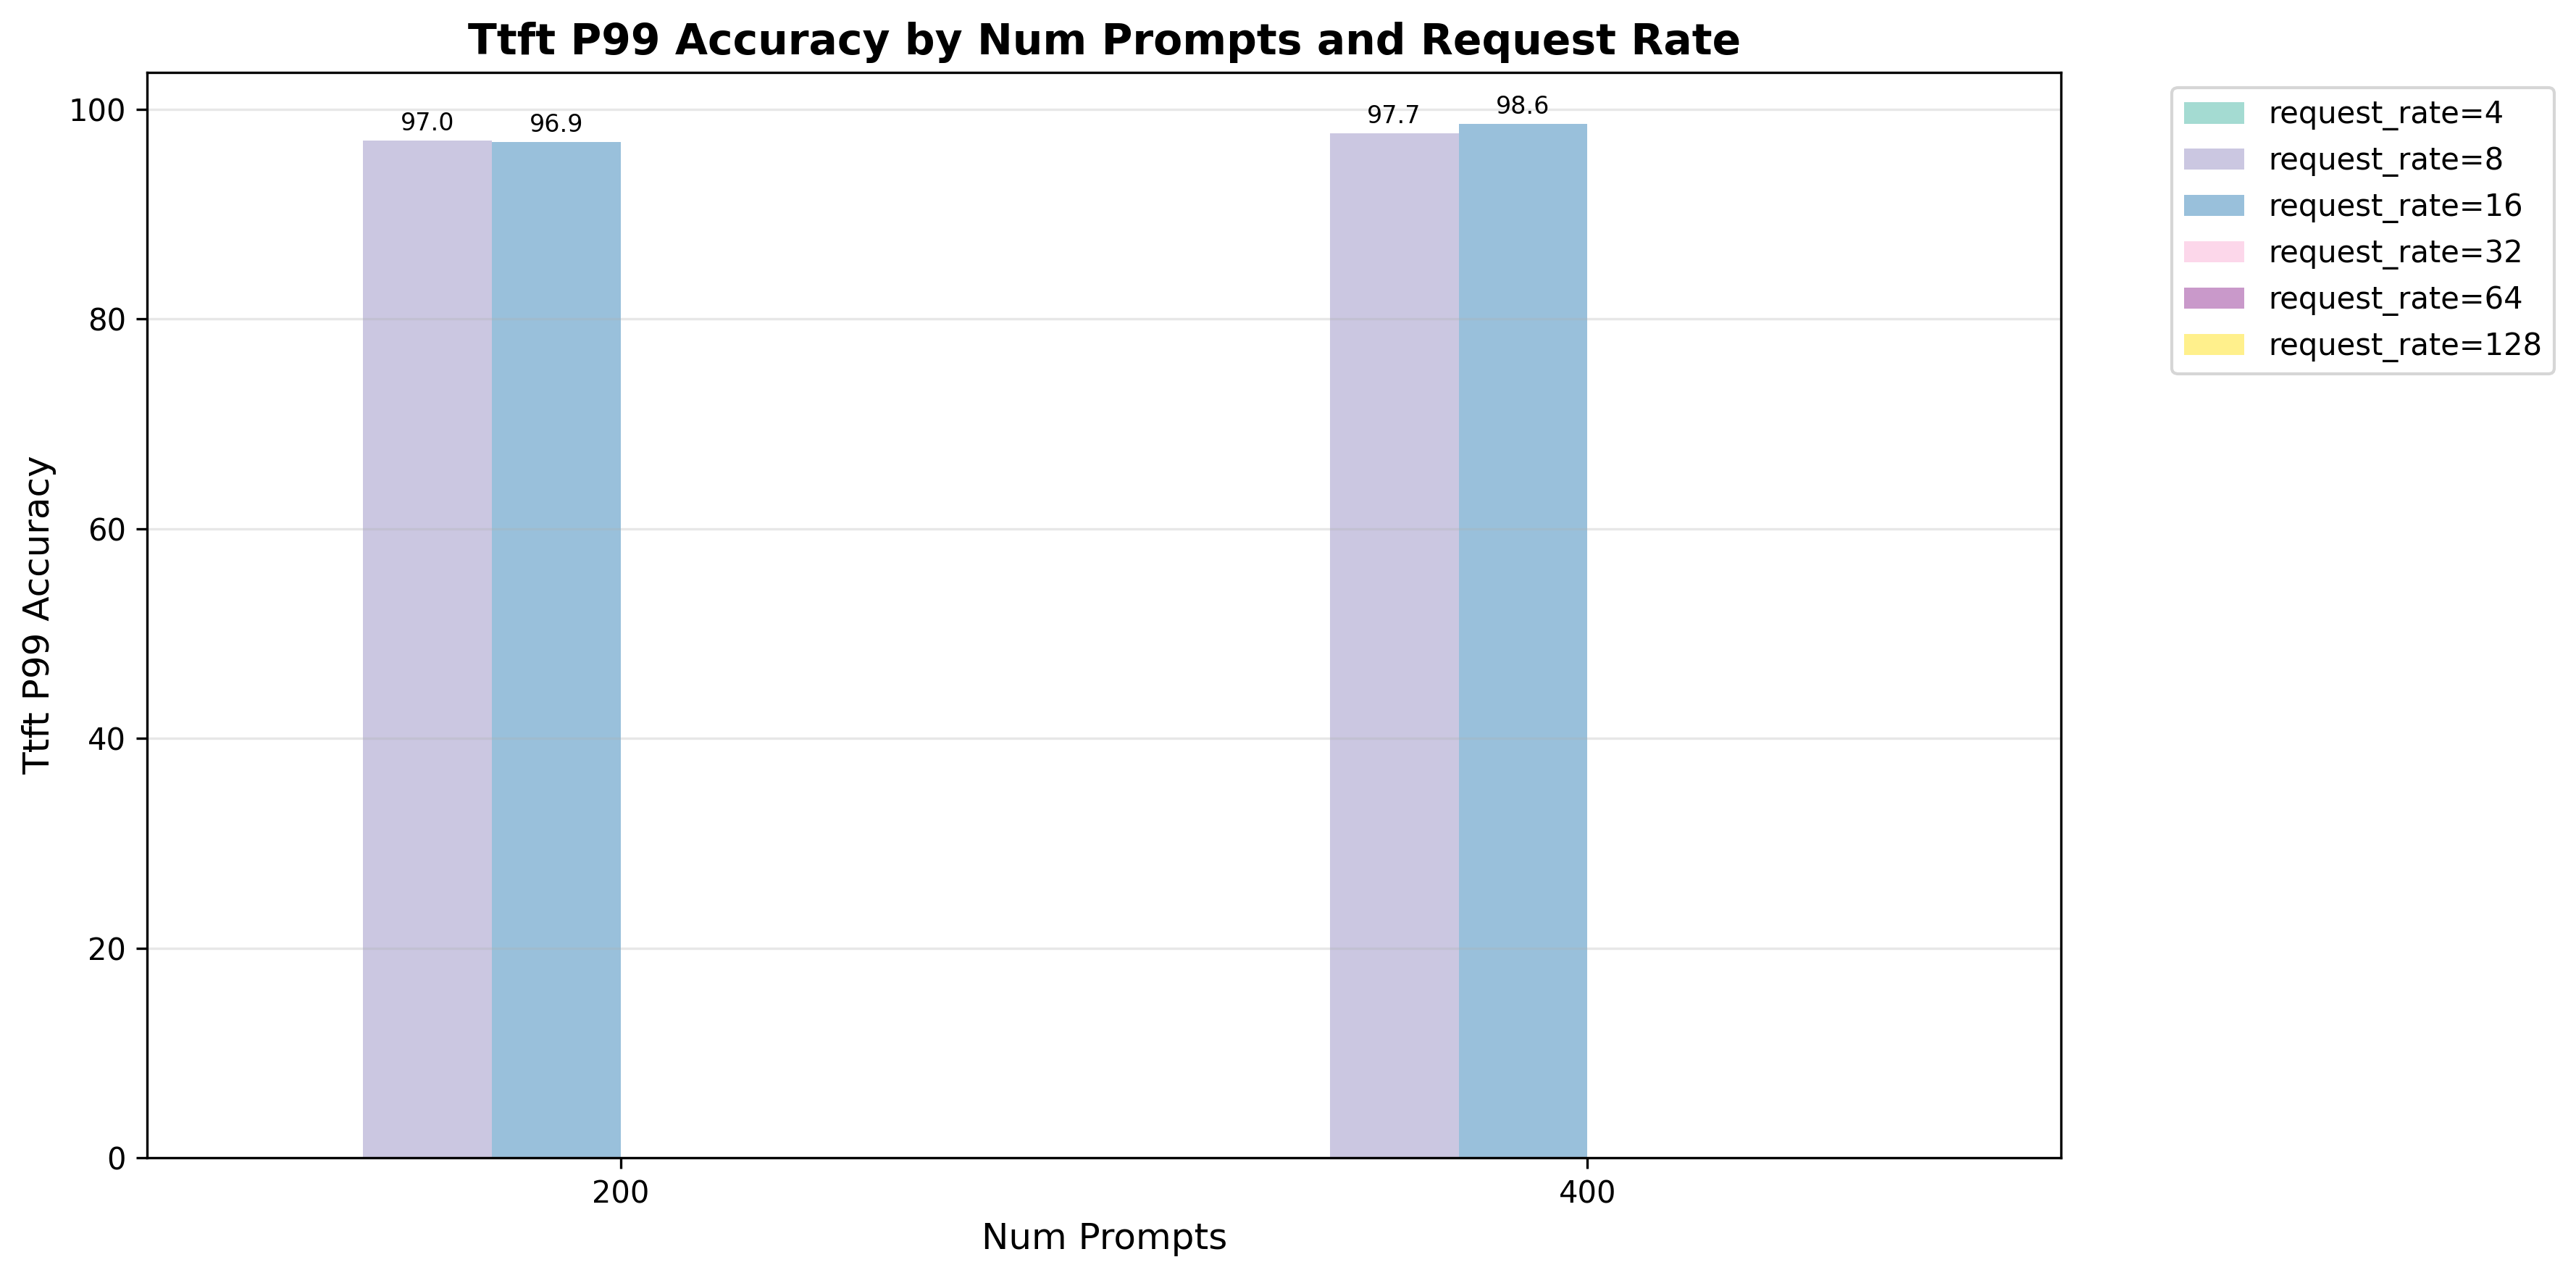 Ttft P99 Accuracy by Num Prompts and Request Rate
Ttft P99 Accuracy
100
80
60
40
20
0
97.0
96.9
97.7
98.6
200
400
Num Prompts
request_rate=4
request_rate=8
request_rate=16
request_rate=32
request_rate=64
request_rate=128